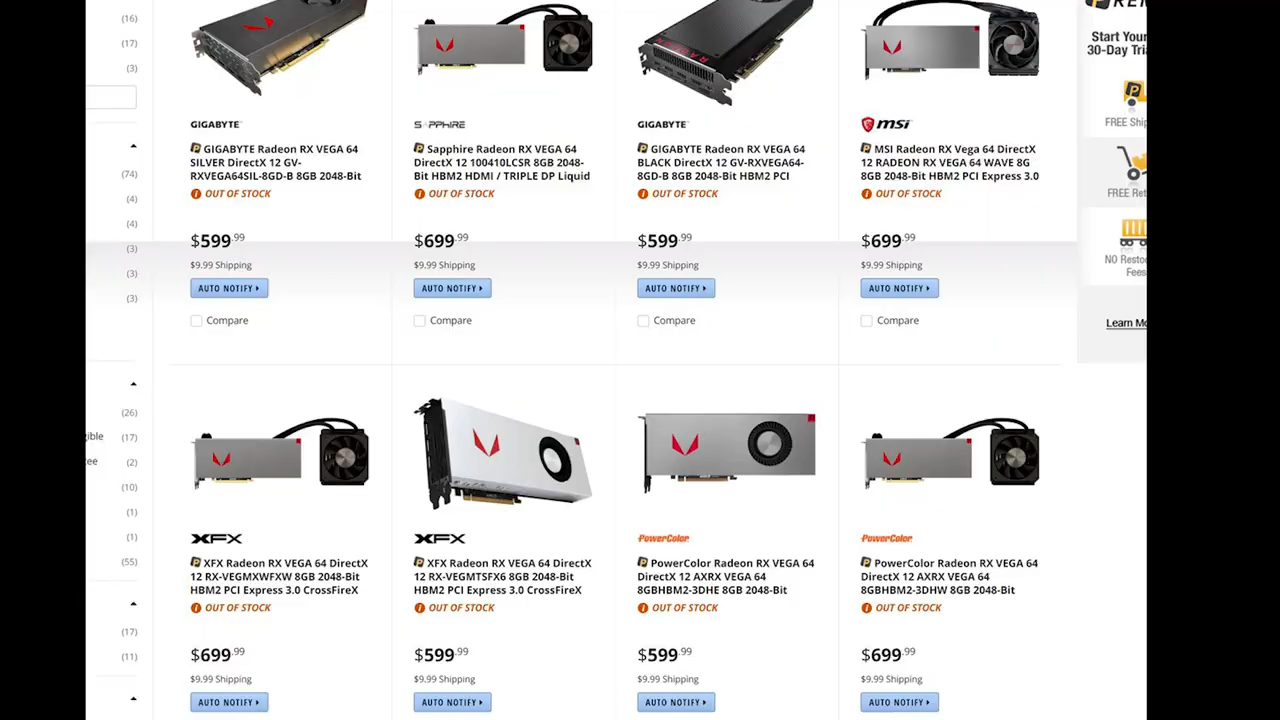 (16)
(17)
(3)
(74)
(4)
(4)
(3)
(3)
(3)
GIGABYTE™
GIGABYTE Radeon RX VEGA 64
SILVER DirectX 12 GV-
RXVEGA64SIL-8GD-B 8GB 2048-Bit
OUT OF STOCK
$599.99
$9.99 Shipping
AUTO NOTIFY
Compare
SAPPHIRE
Sapphire Radeon RX VEGA 64
DirectX 12 100410LCSR 8GB 2048-
Bit HBM2 HDMI / TRIPLE DP Liquid
OUT OF STOCK
$699.99
$9.99 Shipping
AUTO NOTIFY
Compare
RADEON
GIGABYTE™
GIGABYTE Radeon RX VEGA 64
BLACK DirectX 12 GV-RXVEGA64-
8GD-B 8GB 2048-Bit HBM2 PCI
OUT OF STOCK
$599.99
$9.99 Shipping
AUTO NOTIFY
Compare
msi
MSI Radeon RX Vega 64 DirectX
12 RADEON RX VEGA 64 WAVE 8G
8GB 2048-Bit HBM2 PCI Express 3.0
OUT OF STOCK
$699.99
$9.99 Shipping
AUTO NOTIFY
Compare
Start Your
30-Day Tria
FREE Ship
FREE Ret
NO Resto
Fees
Learn Mo
(26)
gible (17)
tee (2)
(10)
(1)
(1)
(55)
(17)
(11)
XFX
XFX Radeon RX VEGA 64 DirectX
12 RX-VEGMXWFXW 8GB 2048-Bit
HBM2 PCI Express 3.0 CrossFireX
OUT OF STOCK
$699.99
$9.99 Shipping
AUTO NOTIFY
XFX
XFX Radeon RX VEGA 64 DirectX
12 RX-VEGMTSFX6 8GB 2048-Bit
HBM2 PCI Express 3.0 CrossFireX
OUT OF STOCK
$599.99
$9.99 Shipping
AUTO NOTIFY
PowerColor
PowerColor Radeon RX VEGA 64
DirectX 12 AXRX VEGA 64
8GBHBM2-3DHE 8GB 2048-Bit
OUT OF STOCK
$599.99
$9.99 Shipping
AUTO NOTIFY
PowerColor
PowerColor Radeon RX VEGA 64
DirectX 12 AXRX VEGA 64
8GBHBM2-3DHW 8GB 2048-Bit
OUT OF STOCK
$699.99
$9.99 Shipping
AUTO NOTIFY